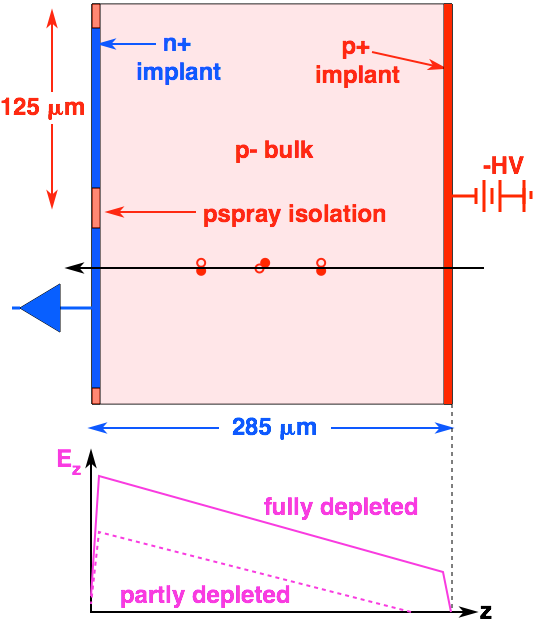 n+
implant
p+
implant
125 μm
p- bulk
-HV
pspray isolation
285 μm
Ez
fully depleted
partly depleted
z